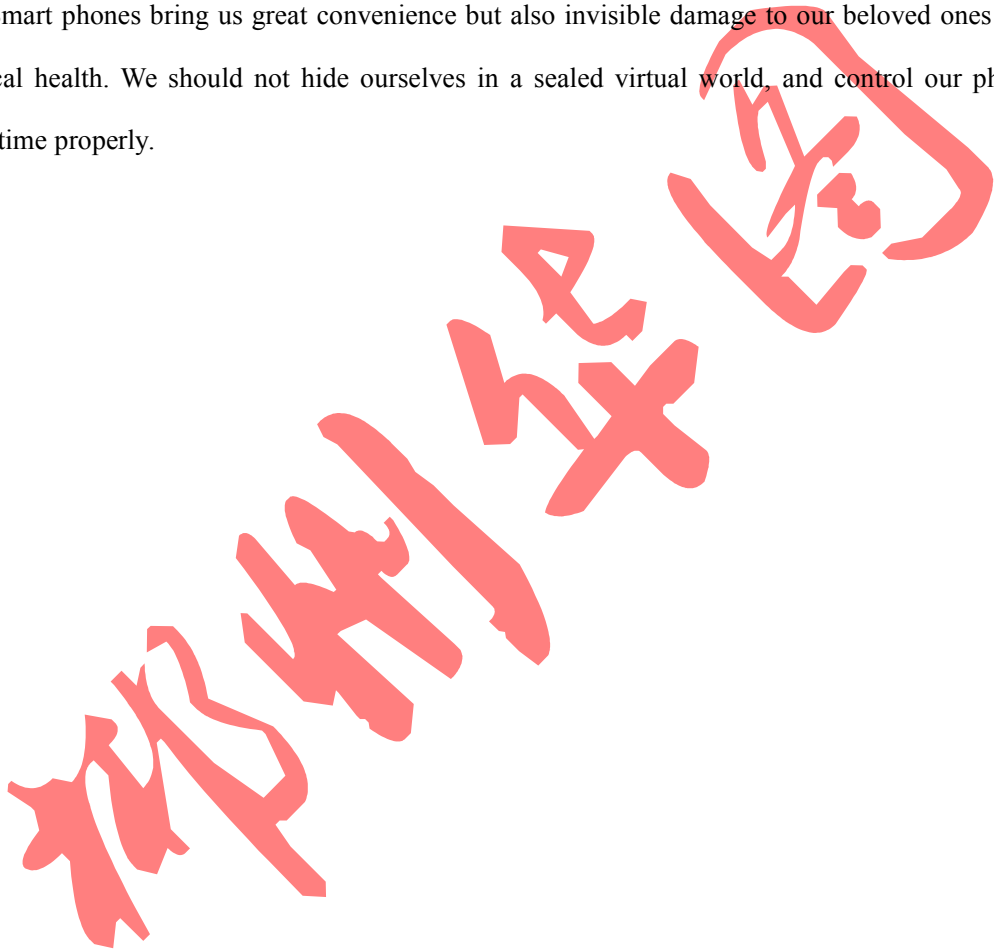 smart phones bring us great convenience but also invisible damage to our beloved ones
cal health. We should not hide ourselves in a sealed virtual world, and control our ph
time properly.